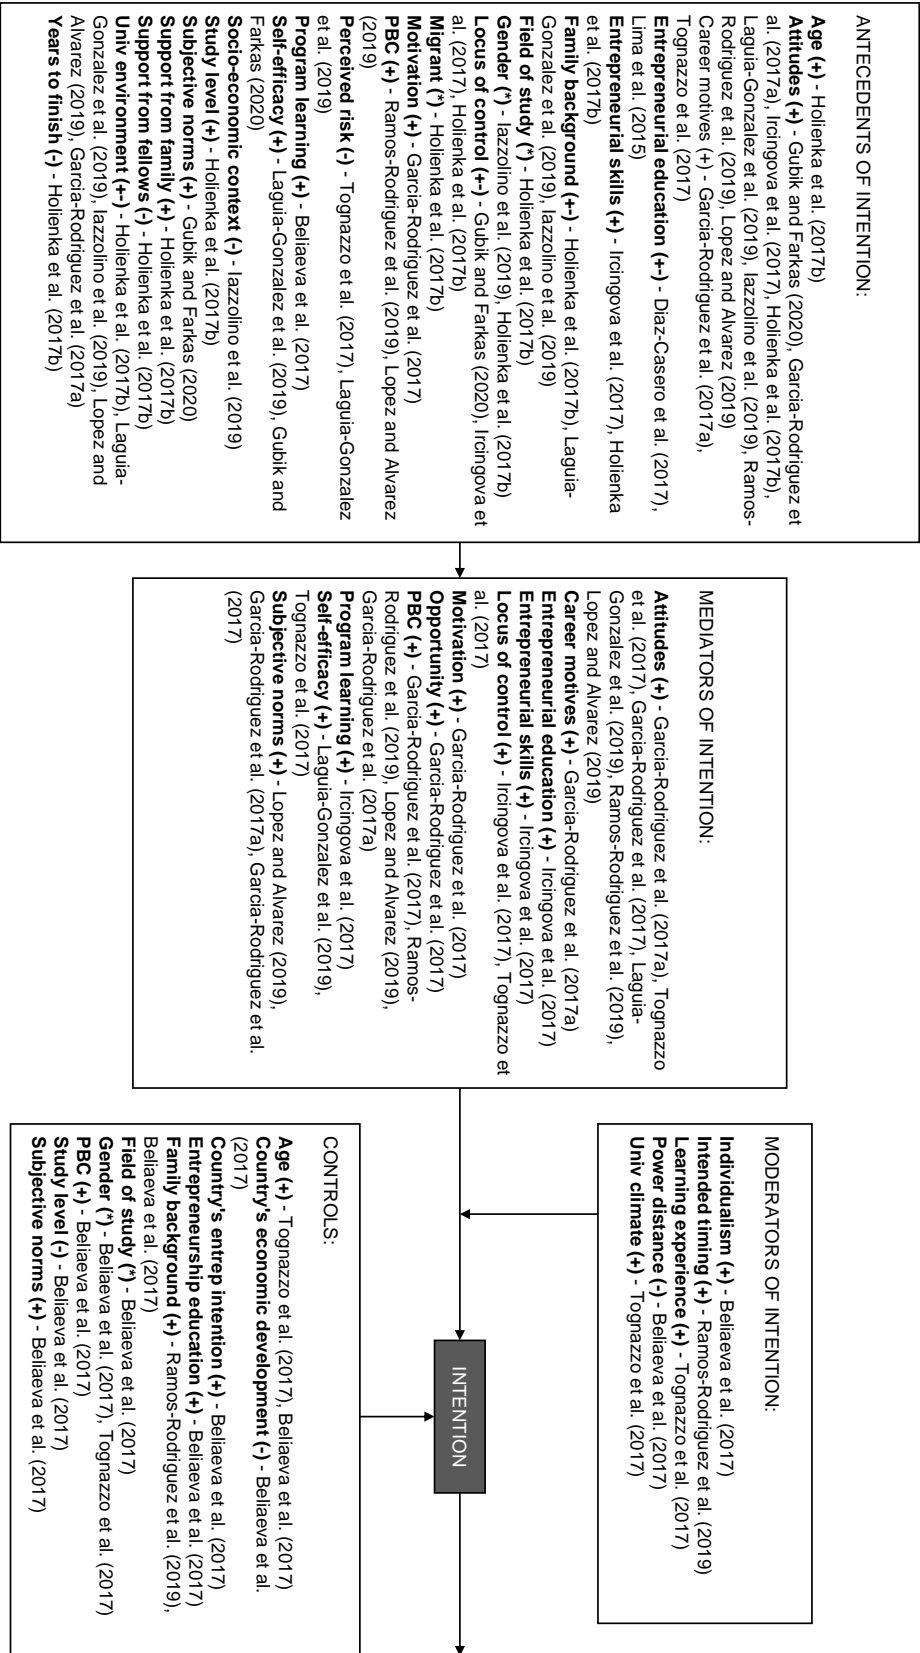 ANTECEDENTS OF INTENTION:
Age (+) - Holienka et al. (2017b)
Attitudes (+) - Gubik and Farkas (2020), Garcia-Rodriguez et
al. (2017a), Ircingova et al. (2017), Holienka et al. (2017b),
Laguia-Gonzalez et al. (2019), Iazzolino et al. (2019), Ramos-
Rodriguez et al. (2019), Lopez and Alvarez (2019)
Career motives (+) - Garcia-Rodriguez et al. (2017a),
Tognazzo et al. (2017)
Entrepreneurial education (+-) - Diaz-Casero et al. (2017),
Lima et al. (2015)
Entrepreneurial skills (+) - Ircingova et al. (2017), Holienka
et al. (2017b)
Family background (+-) - Holienka et al. (2017b), Laguia-
Gonzalez et al. (2019), Iazzolino et al. (2019)
Field of study (*) - Holienka et al. (2017b)
Gender (*) - Iazzolino et al. (2019), Holienka et al. (2017b)
Locus of control (+-) - Gubik and Farkas (2020), Ircingova et
al. (2017), Holienka et al. (2017b)
Migrant (*) - Holienka et al. (2017b)
Motivation (+) - Garcia-Rodriguez et al. (2017)
PBC (+) - Ramos-Rodriguez et al. (2019), Lopez and Alvarez
(2019)
Perceived risk (-) - Tognazzo et al. (2017), Laguia-Gonzalez
et al. (2019)
Program learning (+) - Beliaeva et al. (2017)
Self-efficacy (+) - Laguia-Gonzalez et al. (2019), Gubik and
Farkas (2020)
Socio-economic context (-) - Iazzolino et al. (2019)
Study level (+) - Holienka et al. (2017b)
Subjective norms (+) - Gubik and Farkas (2020)
Support from family (+) - Holienka et al. (2017b)
Support from fellows (-) - Holienka et al. (2017b)
Univ environment (+-) - Holienka et al. (2017b), Laguia-
Gonzalez et al. (2019), Iazzolino et al. (2019), Lopez and
Alvarez (2019), Garcia-Rodriguez et al. (2017a)
Years to finish (-) - Holienka et al. (2017b)
MEDIATORS OF INTENTION:
Attitudes (+) - Garcia-Rodriguez et al. (2017a), Tognazzo
et al. (2017), Garcia-Rodriguez et al. (2017), Laguia-
Gonzalez et al. (2019), Ramos-Rodriguez et al. (2019),
Lopez and Alvarez (2019)
Career motives (+) - Garcia-Rodriguez et al. (2017a)
Entrepreneurial education (+) - Ircingova et al. (2017)
Entrepreneurial skills (+) - Ircingova et al. (2017)
Locus of control (+) - Ircingova et al. (2017), Tognazzo et
al. (2017)
Motivation (+) - Garcia-Rodriguez et al. (2017)
Opportunity (+) - Garcia-Rodriguez et al. (2017)
PBC (+) - Garcia-Rodriguez et al. (2017), Ramos-
Rodriguez et al. (2019), Lopez and Alvarez (2019),
Garcia-Rodriguez et al. (2017a)
Program learning (+) - Ircingova et al. (2017)
Self-efficacy (+) - Laguia-Gonzalez et al. (2019),
Tognazzo et al. (2017)
Subjective norms (+) - Lopez and Alvarez (2019),
Garcia-Rodriguez et al. (2017a), Garcia-Rodriguez et al.
(2017)
MODERATORS OF INTENTION:
Individualism (+) - Beliaeva et al. (2017)
Intended timing (+) - Ramos-Rodriguez et al. (2019)
Learning experience (+) - Tognazzo et al. (2017)
Power distance (-) - Beliaeva et al. (2017)
Univ climate (+) - Tognazzo et al. (2017)
INTENTION
CONTROLS:
Age (+) - Tognazzo et al. (2017), Beliaeva et al. (2017)
Country's economic development (-) - Beliaeva et al.
(2017)
Country's entrep intention (+) - Beliaeva et al. (2017)
Entrepreneurship education (+) - Beliaeva et al. (2017)
Family background (+) - Ramos-Rodriguez et al. (2019),
Beliaeva et al. (2017)
Field of study (*) - Beliaeva et al. (2017)
Gender (*) - Beliaeva et al. (2017), Tognazzo et al. (2017)
PBC (+) - Beliaeva et al. (2017)
Study level (-) - Beliaeva et al. (2017)
Subjective norms (+) - Beliaeva et al. (2017)